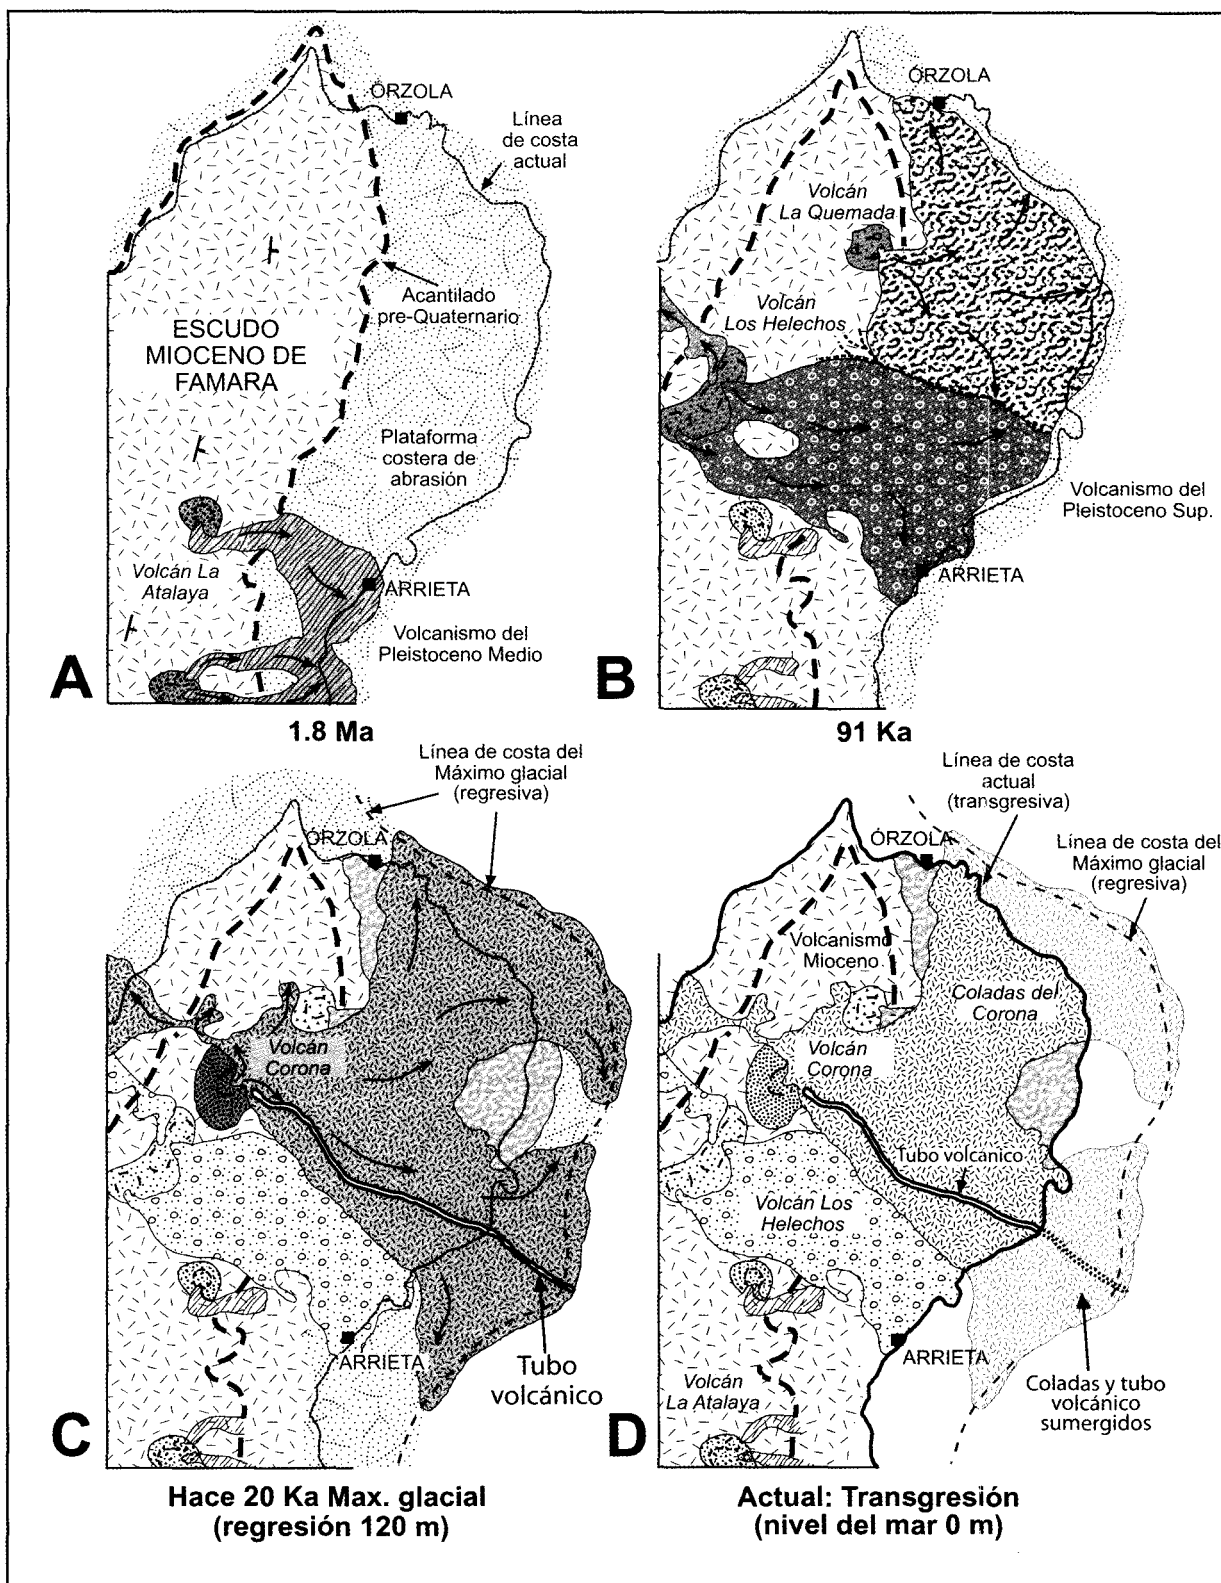 ÓRZOLA
Línea
de costa
actual
Acantilado
pre-Quaternario
ESCUDO
MIOCENO DE
FAMARA
Plataforma
costera de
abrasión
Volcán La
Atalaya
ARRIETA
Volcanismo del
Pleistoceno Medio
A
1.8 Ma
ÓRZOLA
Volcán
La Quemada
Volcán
Los Helechos
Volcanismo del
Pleistoceno Sup.
ARRIETA
B
91 Ka
Línea de costa del
Máximo glacial
(regresiva)
ÓRZOLA
Volcán
Corona
ARRIETA
Tubo
volcánico
C
Hace 20 Ka Max. glacial
(regresión 120 m)
Línea de costa
actual
(transgresiva)
Línea de costa del
Máximo glacial
(regresiva)
ÓRZOLA
Volcanismo
Mioceno
Coladas del
Corona
Volcán
Corona
Tubo volcánico
Volcán Los
Helechos
ARRIETA
Volcán
La Atalaya
Coladas y tubo
volcánico
sumergidos
D
Actual: Transgresión
(nivel del mar 0 m)